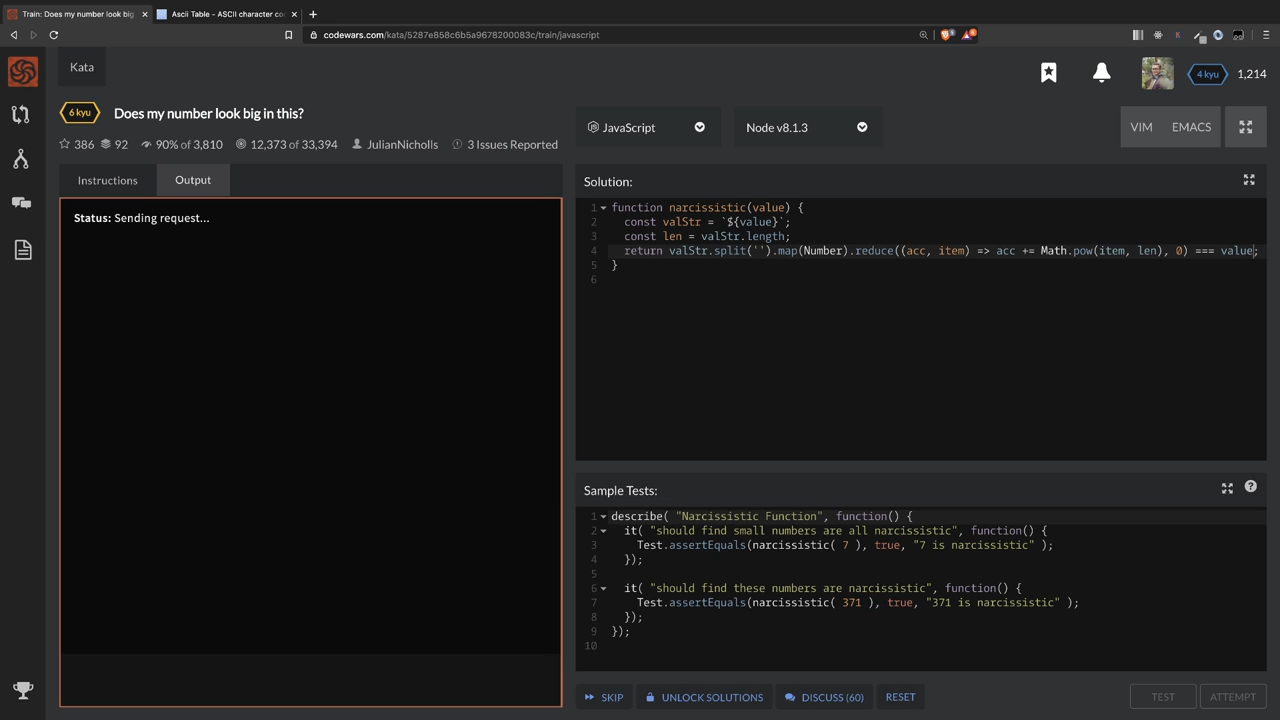 Train: Does my number look big
Ascii Table - ASCII character co
codewars.com/kata/5287e858c6b5a9678200083c/train/javascript
Kata
4 kyu
1,214
6 kyu
Does my number look big in this?
386
92
90% of 3,810
12,373 of 33,394
JulianNicholls
3 Issues Reported
JavaScript
Node v8.1.3
VIM
EMACS
Instructions
Output
Status: Sending request...
Solution:
1 function narcissistic(value) {
2 const valStr = `${value}`;
3 const len = valStr.length;
4 return valStr.split('').map(Number).reduce((acc, item) => acc += Math.pow(item, len), 0) === value;
5 }
6
Sample Tests:
1 describe( "Narcissistic Function", function() {
2 it( "should find small numbers are all narcissistic", function() {
3 Test.assertEquals(narcissistic( 7 ), true, "7 is narcissistic" );
4 });
5
6 it( "should find these numbers are narcissistic", function() {
7 Test.assertEquals(narcissistic( 371 ), true, "371 is narcissistic" );
8 });
9 });
10
SKIP
UNLOCK SOLUTIONS
DISCUSS (60)
RESET
TEST
ATTEMPT